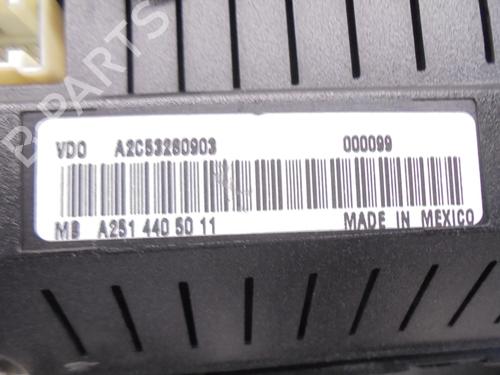 VDO A2C53280903 000099
MB A251 440 50 11 MADE IN MEXICO
B-PARTS